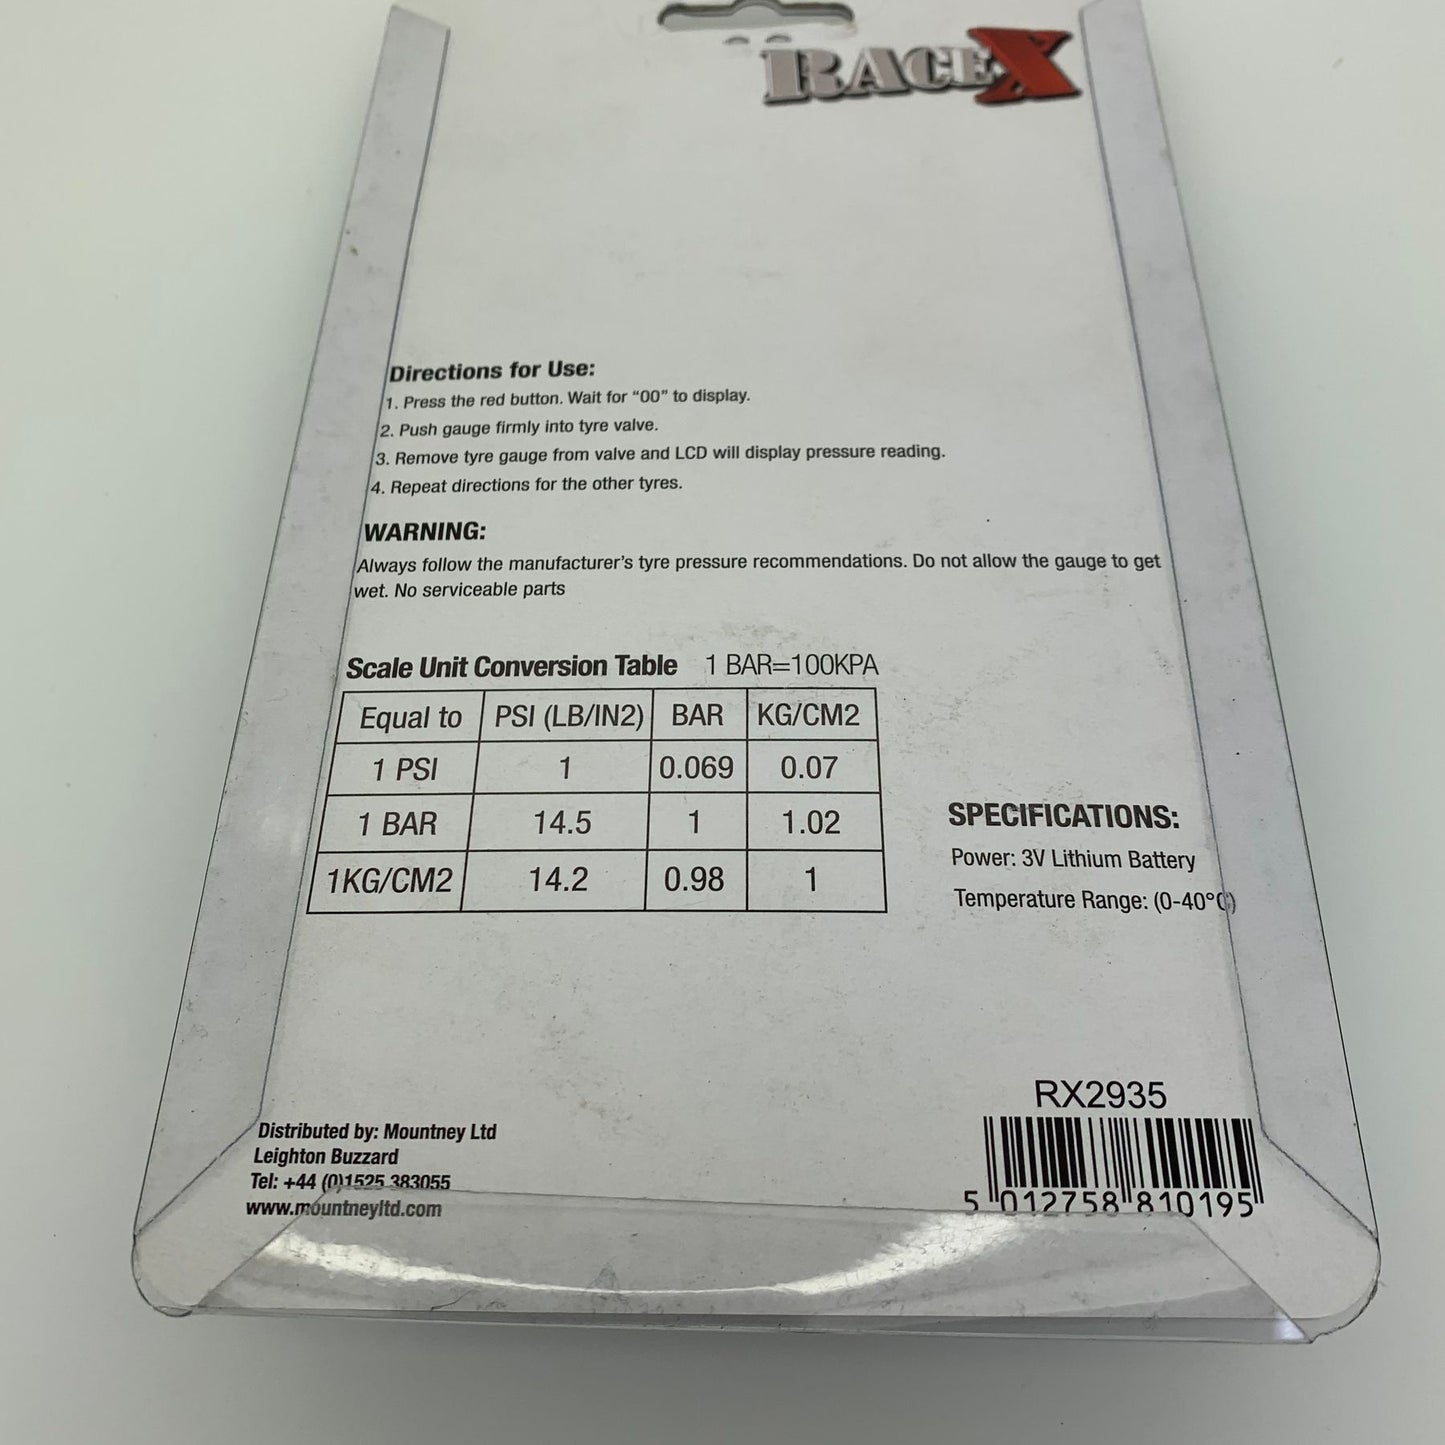 RACEX
Directions for Use:
1. Press the red button. Wait for “00” to display.
2. Push gauge firmly into tyre valve.
3. Remove tyre gauge from valve and LCD will display pressure reading.
4. Repeat directions for the other tyres.
WARNING:
Always follow the manufacturer’s tyre pressure recommendations. Do not allow the gauge to get
wet. No serviceable parts
Scale Unit Conversion Table 1 BAR=100KPA
Equal to PSI (LB/IN2) BAR KG/CM2
1 PSI 1 0.069 0.07
1 BAR 14.5 1 1.02
1KG/CM2 14.2 0.98 1
SPECIFICATIONS:
Power: 3V Lithium Battery
Temperature Range: (0-40°C)
Distributed by: Mountney Ltd
Leighton Buzzard
Tel: +44 (0)1525 383055
www.mountneyltd.com
RX2935
5 012758 810195